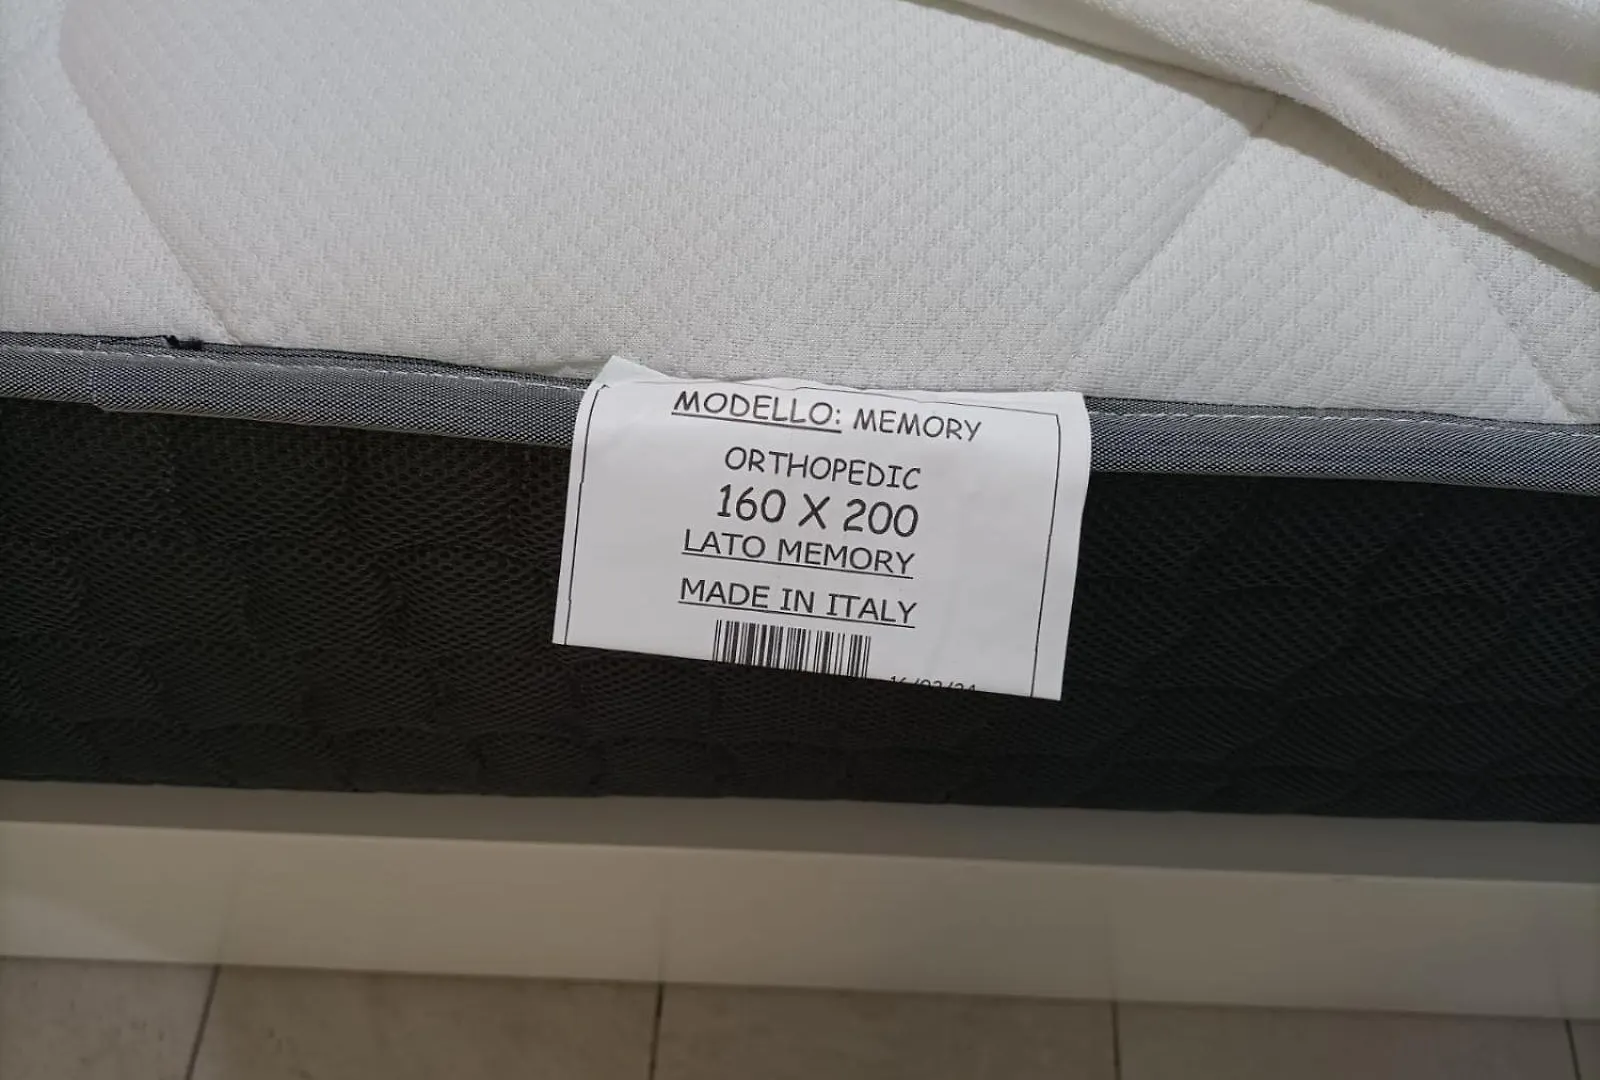 MODELLO: MEMORY
ORTHOPEDIC
160 X 200
LATO MEMORY
MADE IN ITALY